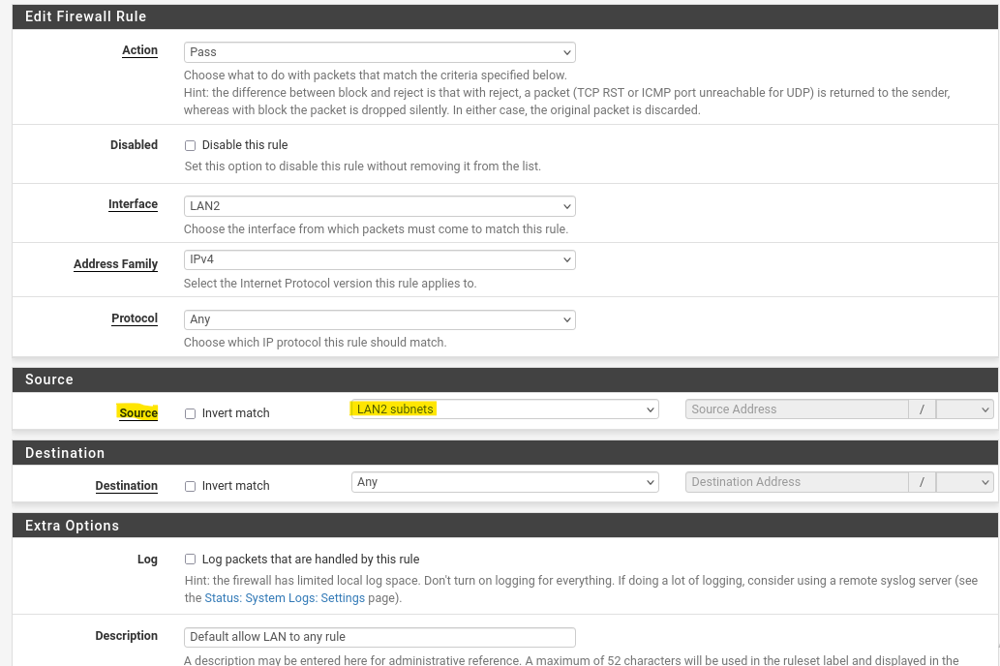 Edit Firewall Rule
Action
Pass
Choose what to do with packets that match the criteria specified below.
Hint: the difference between block and reject is that with reject, a packet (TCP RST or ICMP port unreachable for UDP) is returned to the sender,
whereas with block the packet is dropped silently. In either case, the original packet is discarded.
Disabled
Disable this rule
Set this option to disable this rule without removing it from the list.
Interface
LAN2
Choose the interface from which packets must come to match this rule.
Address Family
IPv4
Select the Internet Protocol version this rule applies to.
Protocol
Any
Choose which IP protocol this rule should match.
Source
Source
Invert match
LAN2 subnets
Source Address
/
Destination
Destination
Invert match
Any
Destination Address
/
Extra Options
Log
Log packets that are handled by this rule
Hint: the firewall has limited local log space. Don't turn on logging for everything. If doing a lot of logging, consider using a remote syslog server (see
the Status: System Logs: Settings page).
Description
Default allow LAN to any rule
A description may be entered here for administrative reference. A maximum of 52 characters will be used in the ruleset label and displayed in the